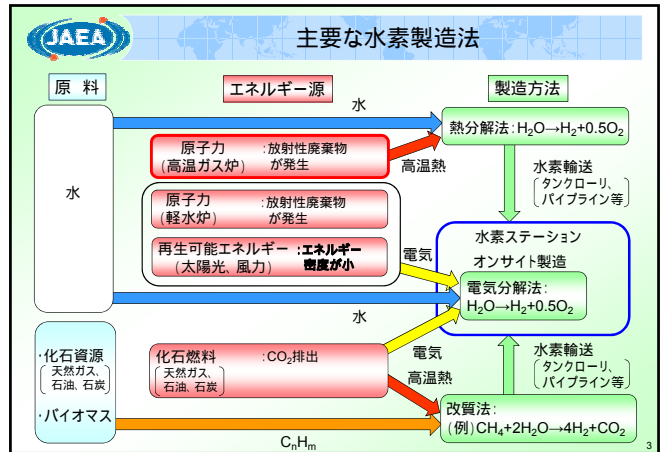 JAEA
主要な水素製造法
原 料
エネルギー源
製造方法
水
水
原子力 :放射性廃棄物
(高温ガス炉) が発生
高温熱
熱分解法:H₂O→H₂+0.5O₂
水素輸送
タンクローリ、
パイプライン等
原子力 :放射性廃棄物
(軽水炉) が発生
再生可能エネルギー :エネルギー
(太陽光、風力) 密度が小
電気
水素ステーション
オンサイト製造
電気分解法:
H₂O→H₂+0.5O₂
水
・化石資源
天然ガス、
石油、石炭
・バイオマス
化石燃料 :CO₂排出
天然ガス、
石油、石炭
電気
高温熱
水素輸送
タンクローリ、
パイプライン等
改質法:
(例)CH₄+2H₂O→4H₂+CO₂
CₙHₘ
3